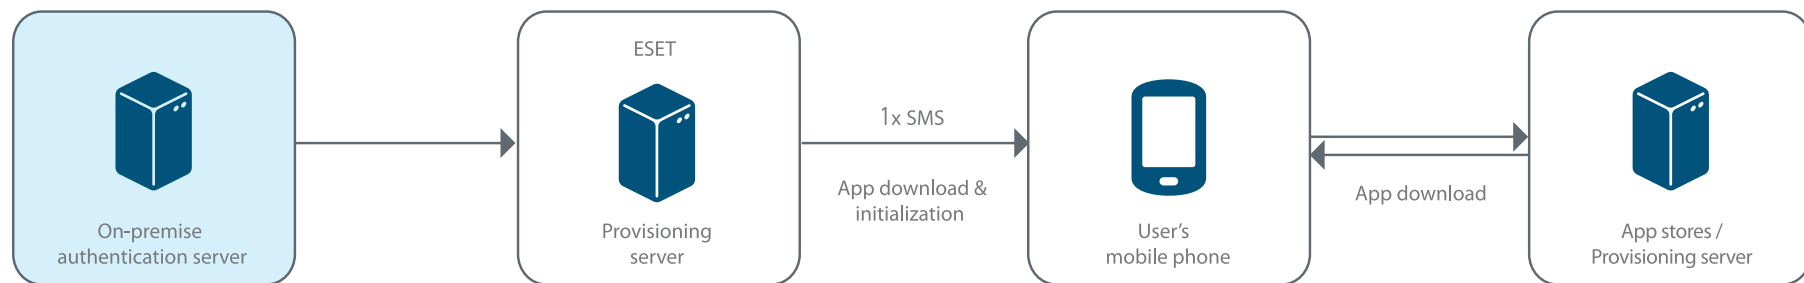 On-premise
authentication server
ESET
Provisioning
server
1x SMS
App download &
initialization
User's
mobile phone
App download
App stores /
Provisioning server